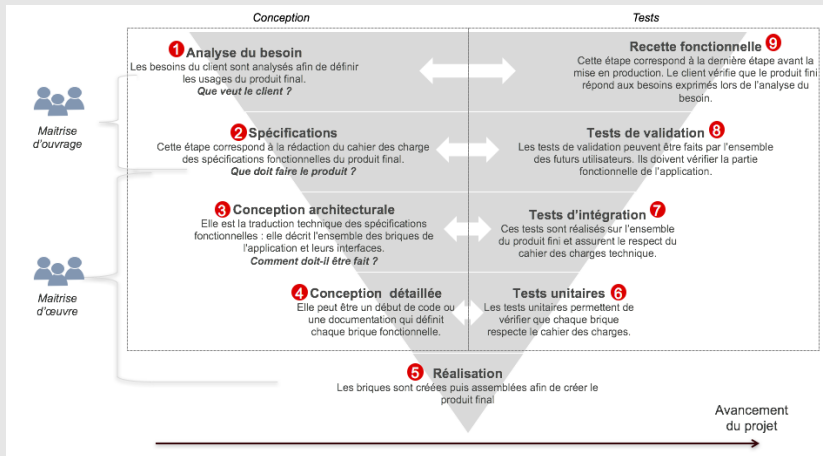 Conception
Tests
1 Analyse du besoin
Les besoins du client sont analysés afin de définir
les usages du produit final.
Que veut le client ?
Recette fonctionnelle 9
Cette étape correspond à la dernière étape avant la
mise en production. Le client vérifie que le produit fini
répond aux besoins exprimés lors de l'analyse du
besoin.
Maîtrise
d'ouvrage
2 Spécifications
Cette étape correspond à la rédaction du cahier des charge
des spécifications fonctionnelles du produit final.
Que doit faire le produit ?
Tests de validation 8
Les tests de validation peuvent être faits par l'ensemble
des futurs utilisateurs. Ils doivent vérifier la partie
fonctionnelle de l'application.
3 Conception architecturale
Elle est la traduction technique des spécifications
fonctionnelles : elle décrit l'ensemble des briques de
l'application et leurs interfaces.
Comment doit-il être fait ?
Tests d'intégration 7
Ces tests sont réalisés sur l'ensemble
du produit fini et assurent le respect du
cahier des charges technique.
Maîtrise
d'œuvre
4 Conception détaillée
Elle peut être un début de code ou
une documentation qui définit
chaque brique fonctionnelle.
Tests unitaires 6
Les tests unitaires permettent de
vérifier que chaque brique
respecte le cahier des charges.
5 Réalisation
Les briques sont créées puis assemblées afin de créer le
produit final
Avancement
du projet